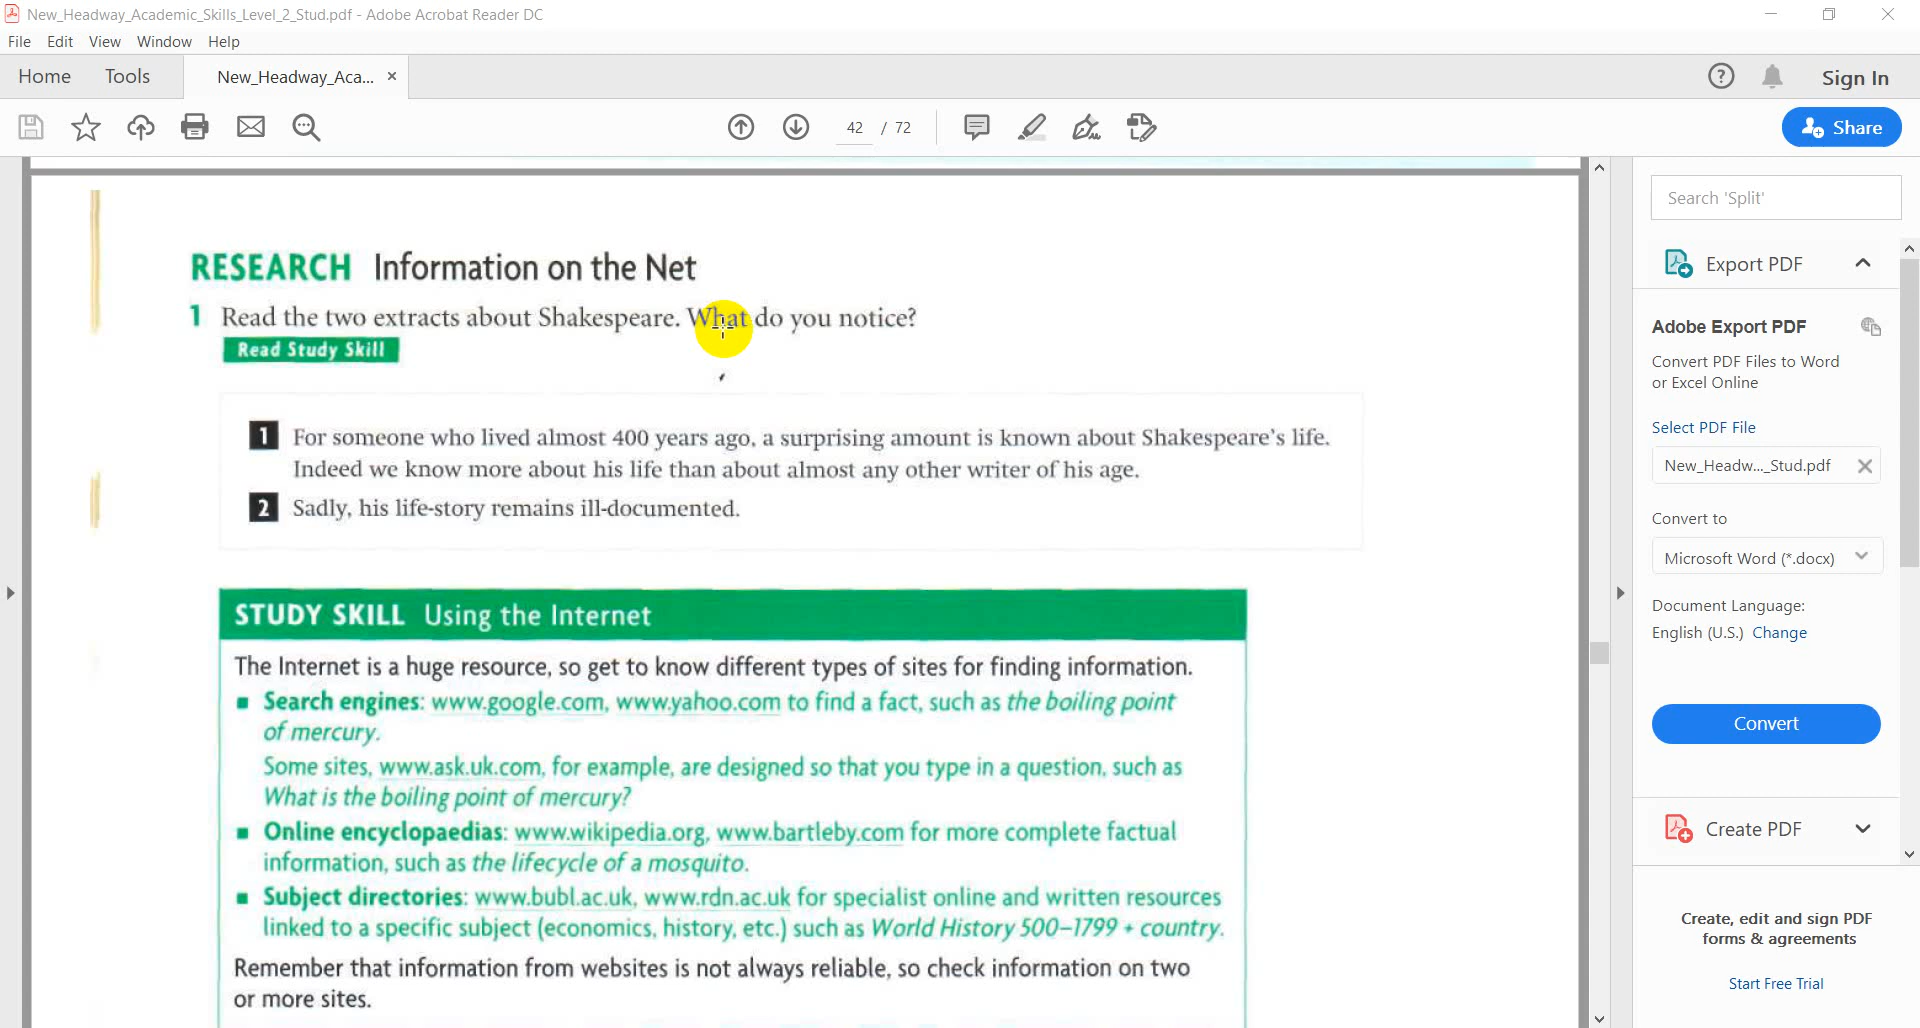 New_Headway_Academic_Skills_Level_2_Stud.pdf - Adobe Acrobat Reader DC
File Edit View Window Help
Home Tools New_Headway_Aca... × ? Sign In
42 / 72 Share
Search 'Split'
RESEARCH Information on the Net
1 Read the two extracts about Shakespeare. What do you notice?
Read Study Skill
1 For someone who lived almost 400 years ago, a surprising amount is known about Shakespeare's life.
Indeed we know more about his life than about almost any other writer of his age.
2 Sadly, his life-story remains ill-documented.
STUDY SKILL Using the Internet
The Internet is a huge resource, so get to know different types of sites for finding information.
■ Search engines: www.google.com, www.yahoo.com to find a fact, such as the boiling point
of mercury.
Some sites, www.ask.uk.com, for example, are designed so that you type in a question, such as
What is the boiling point of mercury?
■ Online encyclopaedias: www.wikipedia.org, www.bartleby.com for more complete factual
information, such as the lifecycle of a mosquito.
■ Subject directories: www.bubl.ac.uk, www.rdn.ac.uk for specialist online and written resources
linked to a specific subject (economics, history, etc.) such as World History 500–1799 + country.
Remember that information from websites is not always reliable, so check information on two
or more sites.
Export PDF
Adobe Export PDF
Convert PDF Files to Word
or Excel Online
Select PDF File
New_Headw..._Stud.pdf
Convert to
Microsoft Word (*.docx)
Document Language:
English (U.S.) Change
Convert
Create PDF
Create, edit and sign PDF
forms & agreements
Start Free Trial